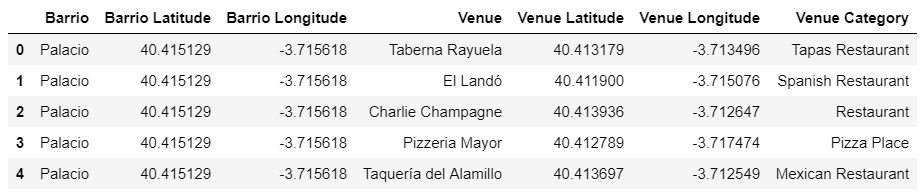 Barrio Barrio Latitude Barrio Longitude Venue Venue Latitude Venue Longitude Venue Category
0 Palacio 40.415129 -3.715618 Taberna Rayuela 40.413179 -3.713496 Tapas Restaurant
1 Palacio 40.415129 -3.715618 El Landó 40.411900 -3.715076 Spanish Restaurant
2 Palacio 40.415129 -3.715618 Charlie Champagne 40.413936 -3.712647 Restaurant
3 Palacio 40.415129 -3.715618 Pizzeria Mayor 40.412789 -3.717474 Pizza Place
4 Palacio 40.415129 -3.715618 Taquería del Alamillo 40.413697 -3.712549 Mexican Restaurant